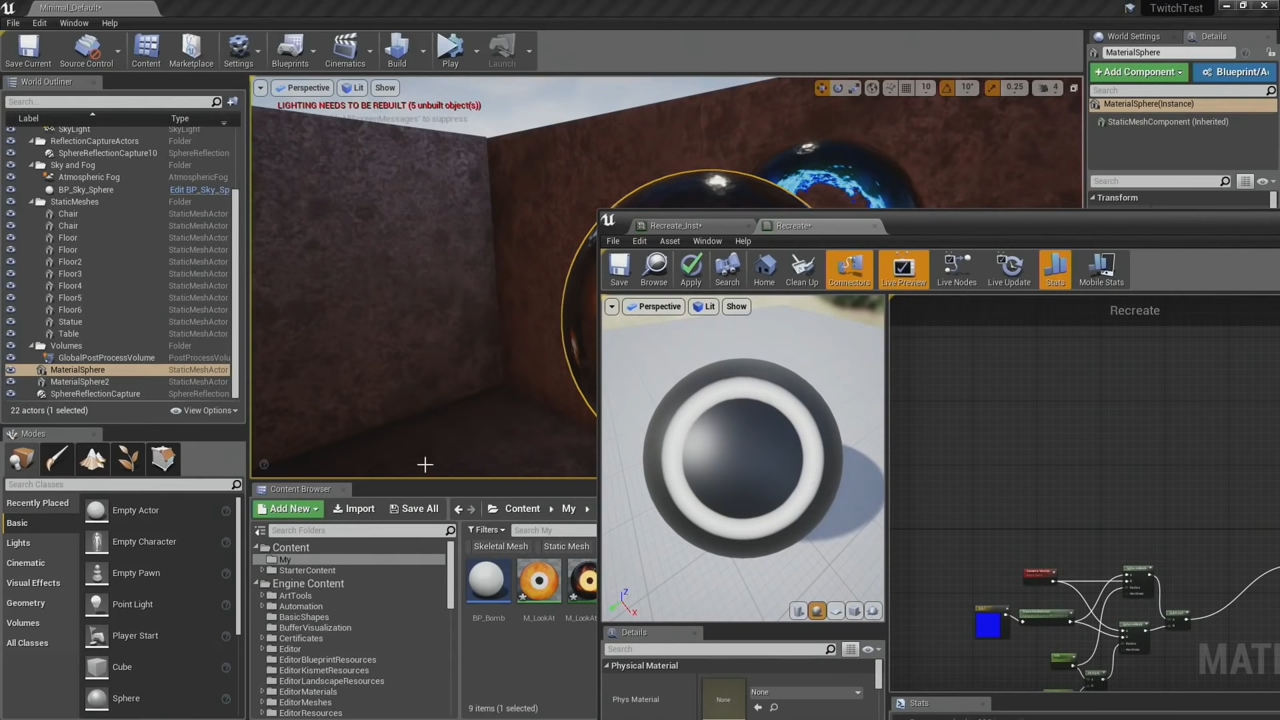 Minimal_Default*
TwitchTest
File Edit Window Help
Save Current
Source Control
Content
Marketplace
Settings
Blueprints
Cinematics
Build
Play
Launch
World Settings
Details
MaterialSphere
+Add Component
Blueprint/A
Search
MaterialSphere(Instance)
StaticMeshComponent (Inherited)
Search
Transform
World Outliner
Search...
Label Type
SkyLight
ReflectionCaptureActors Folder
SphereReflectionCapture10 SphereReflection
Sky and Fog Folder
Atmospheric Fog AtmosphericFog
BP_Sky_Sphere Edit BP_Sky_Sp
StaticMeshes Folder
Chair StaticMeshActor
Chair StaticMeshActor
Floor StaticMeshActor
Floor StaticMeshActor
Floor2 StaticMeshActor
Floor3 StaticMeshActor
Floor4 StaticMeshActor
Floor5 StaticMeshActor
Floor6 StaticMeshActor
Statue StaticMeshActor
Table StaticMeshActor
Volumes Folder
GlobalPostProcessVolume PostProcessVolu
MaterialSphere StaticMeshActor
MaterialSphere2 StaticMeshActor
SphereReflectionCapture SphereReflection
22 actors (1 selected)
View Options
Perspective
Lit
Show
10
10°
0.25
4
LIGHTING NEEDS TO BE REBUILT (5 unbuilt object(s))
Messages' to suppress
Modes
Search Classes
Recently Placed
Basic
Lights
Cinematic
Visual Effects
Geometry
Volumes
All Classes
Empty Actor
Empty Character
Empty Pawn
Point Light
Player Start
Cube
Sphere
Content Browser
Add New
Import
Save All
Content
My
Search Folders
Content
My
StarterContent
Engine Content
ArtTools
Automation
BasicShapes
BufferVisualization
Certificates
Editor
EditorBlueprintResources
EditorKismetResources
EditorLandscapeResources
EditorMaterials
EditorMeshes
EditorResources
Filters
Search My
Skeletal Mesh
Static Mesh
BP_Bomb
M_LookAt
M_LookAt
9 items (1 selected)
Recreate_Inst*
Recreate*
File Edit Asset Window Help
Save
Browse
Apply
Search
Home
Clean Up
Connectors
Live Preview
Live Nodes
Live Update
Stats
Mobile Stats
Perspective
Lit
Show
Z
X
Recreate
MAT
Details
Search
Physical Material
Phys Material
None
None
Stats